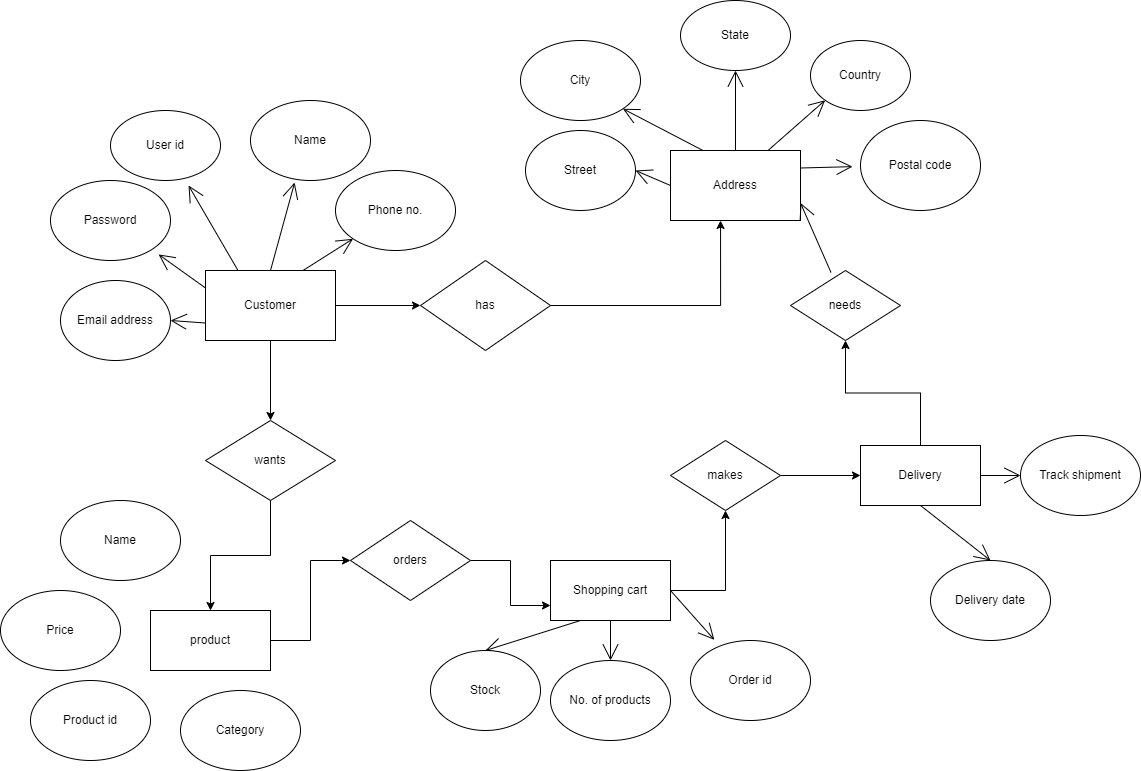 State
City
Country
User id
Name
Street
Postal code
Address
Password
Phone no.
Email address
Customer
has
needs
wants
makes
Delivery
Track shipment
Name
orders
Shopping cart
Delivery date
Price
product
Stock
No. of products
Order id
Product id
Category